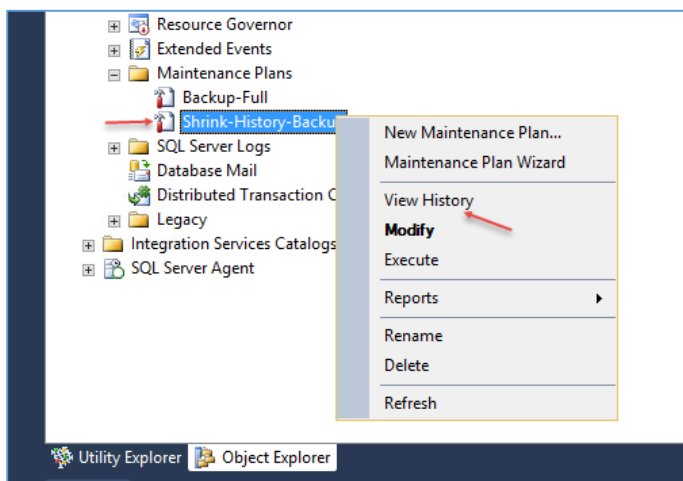 Resource Governor
Extended Events
Maintenance Plans
Backup-Full
Shrink-History-Backu
SQL Server Logs
Database Mail
Distributed Transaction C
Legacy
Integration Services Catalogs
SQL Server Agent
New Maintenance Plan...
Maintenance Plan Wizard
View History
Modify
Execute
Reports
Rename
Delete
Refresh
Utility Explorer Object Explorer